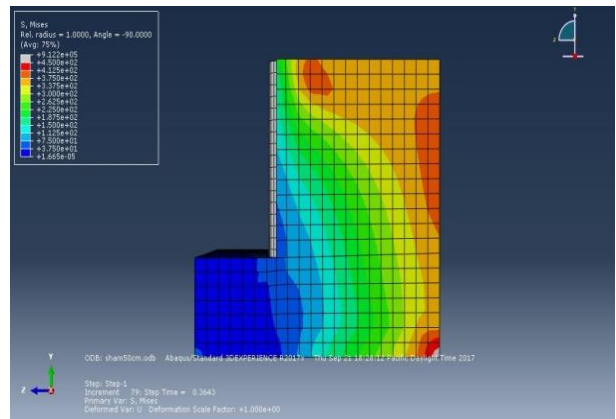 S, Mises
Rel. radius = 1.0000, Angle = -90.0000
(Avg: 75%)
+9.122e+05
+4.500e+02
+4.125e+02
+3.750e+02
+3.375e+02
+3.000e+02
+2.625e+02
+2.250e+02
+1.875e+02
+1.500e+02
+1.125e+02
+7.500e+01
+3.750e+01
+1.665e-05
Y
Z
ODB: sham50cm.odb Abaqus/Standard 3DEXPERIENCE R2017x Thu Sep 21 16:28:12 Pacific Daylight Time 2017
Y
Z
X
Step: Step-1
Increment 79: Step Time = 0.3643
Primary Var: S, Mises
Deformed Var: U Deformation Scale Factor: +1.000e+00